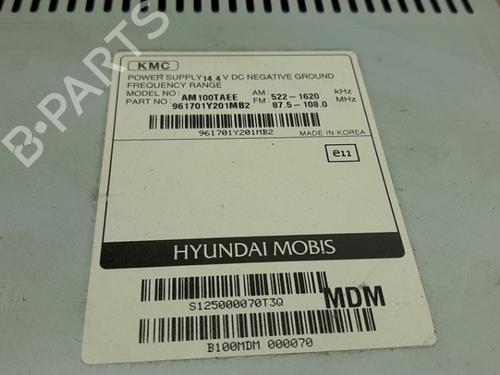 KMC
POWER SUPPLY 14.4 V DC NEGATIVE GROUND
FREQUENCY RANGE
MODEL NO : AM100TAEE AM : 522 - 1620 kHz
PART NO : 961701Y201MB2 FM : 87.5 - 108.0 MHz
961701Y201MB2 MADE IN KOREA
e11
HYUNDAI MOBIS
S125000070T3Q MDM
B100MDM 000070
B-PARTS